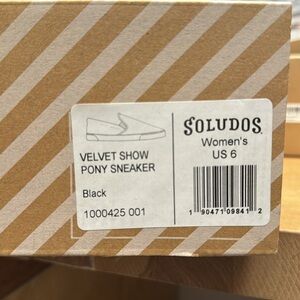 SOLUDOS
Women's
US 6
VELVET SHOW
PONY SNEAKER
Black
1000425 001
1 90471 09841 2